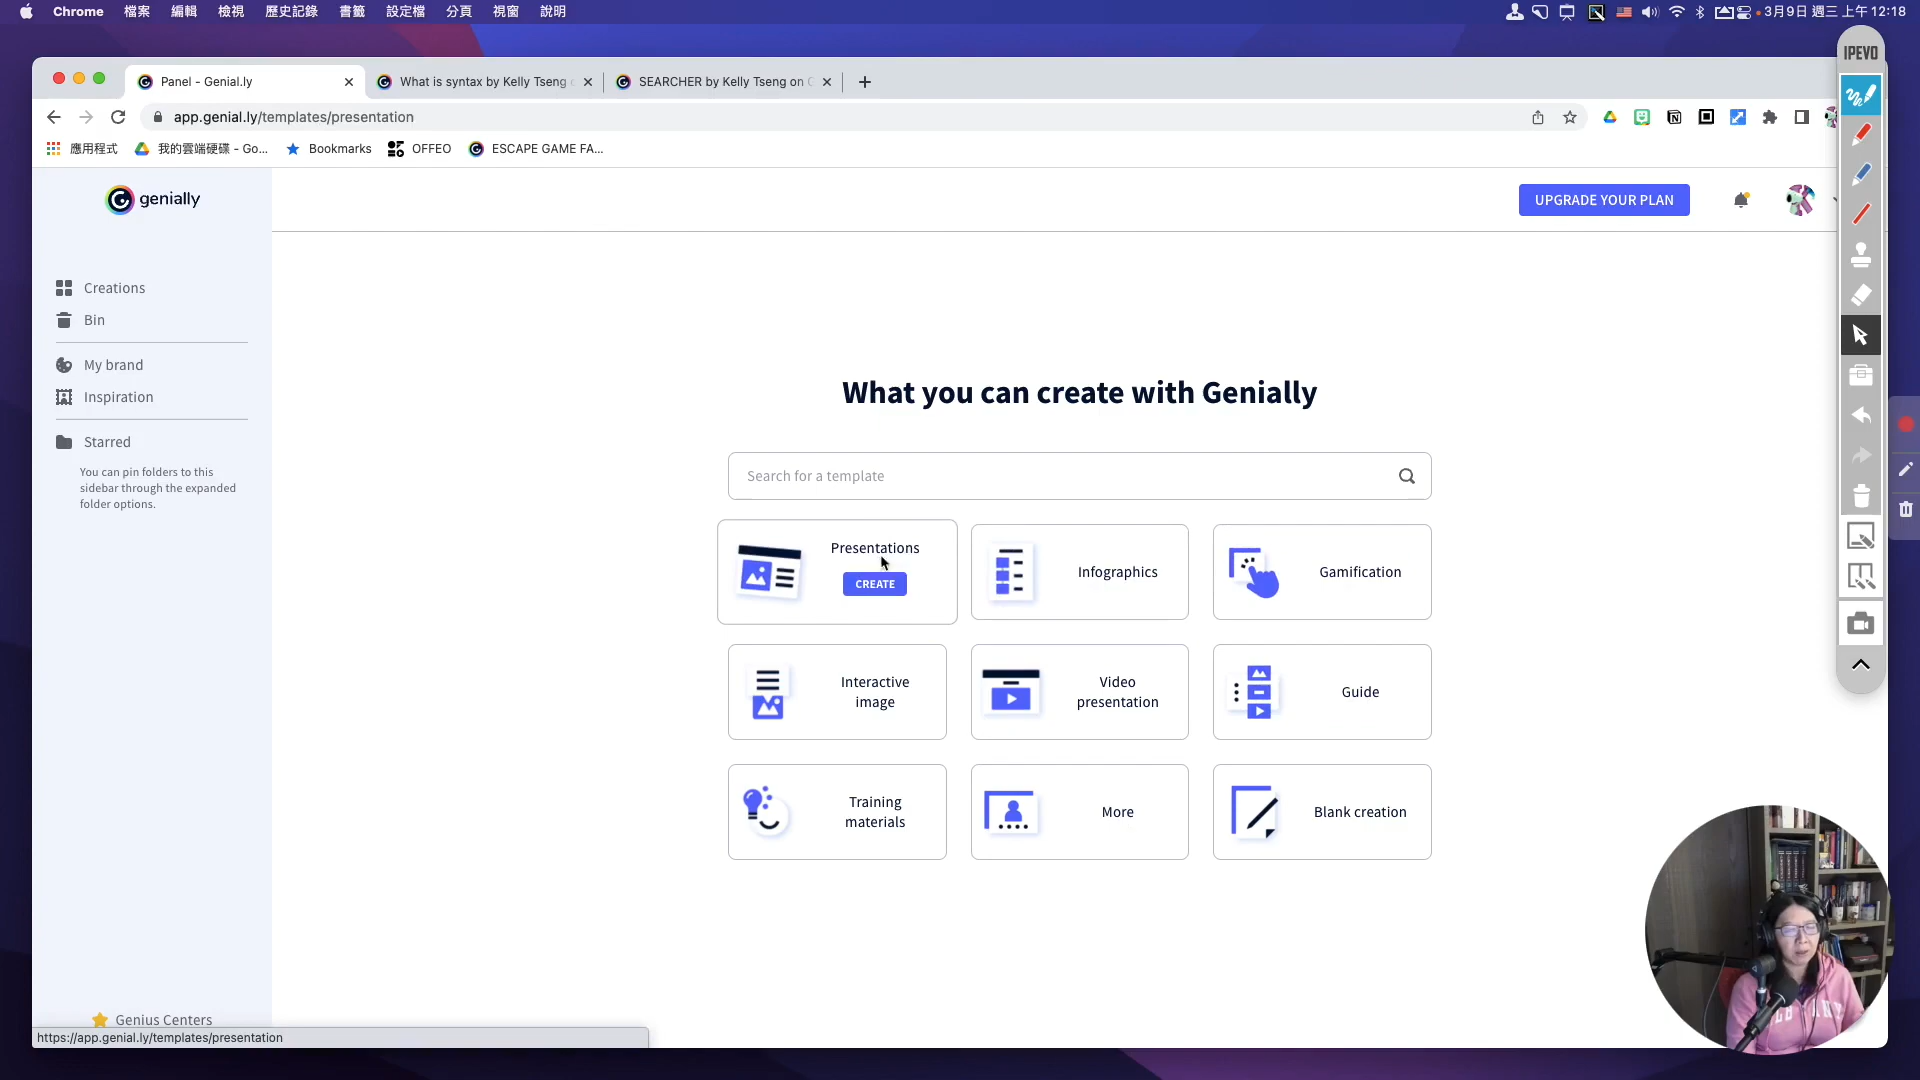 Chrome 檔案 編輯 檢視 歷史記錄 書籤 設定檔 分頁 視窗 說明
3月9日 週三 上午 12:18
IPEVO
Panel - Genial.ly
What is syntax by Kelly Tseng
SEARCHER by Kelly Tseng on G
app.genial.ly/templates/presentation
應用程式
我的雲端硬碟 - Go...
Bookmarks
OFFEO
ESCAPE GAME FA...
genially
UPGRADE YOUR PLAN
Creations
Bin
My brand
Inspiration
Starred
You can pin folders to this
sidebar through the expanded
folder options.
What you can create with Genially
Search for a template
Presentations
CREATE
Infographics
Gamification
Interactive
image
Video
presentation
Guide
Training
materials
More
Blank creation
Genius Centers
https://app.genial.ly/templates/presentation